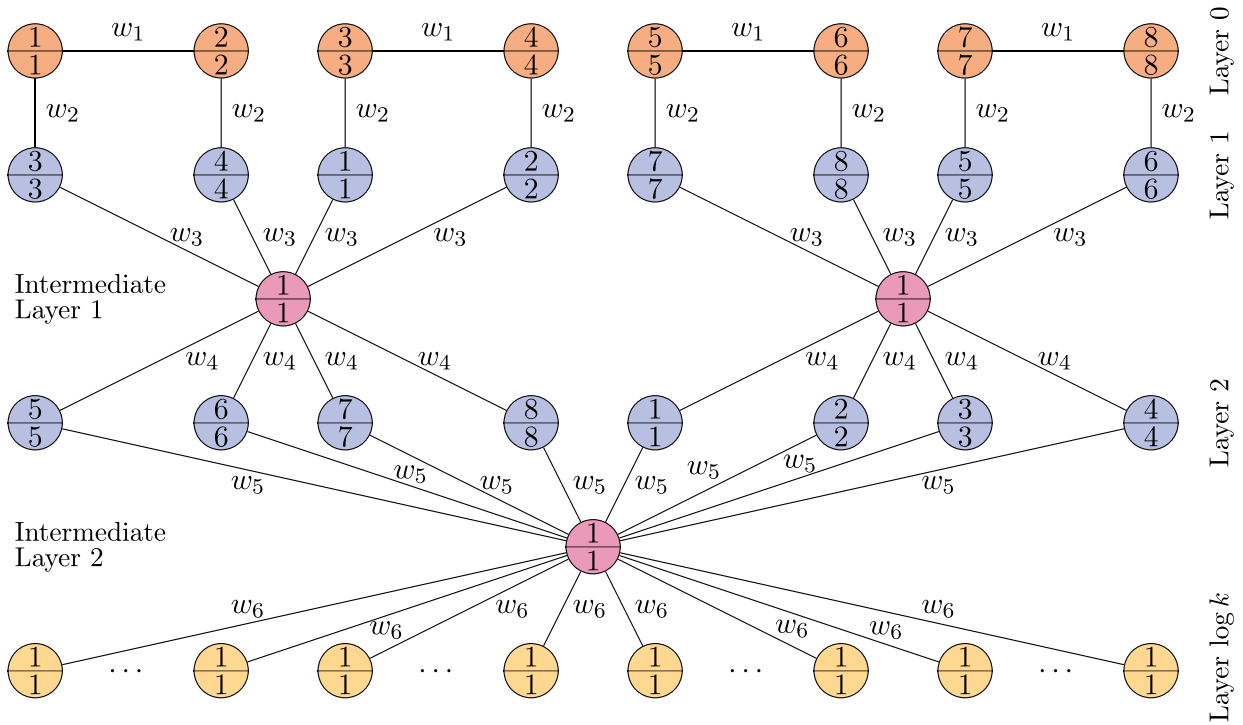 1 w1 2 3 w1 4 5 w1 6 7 w1 8
1 2 3 4 5 6 7 8
Layer 0
w2 w2 w2 w2 w2 w2 w2 w2
3 4 1 2 7 8 5 6
3 4 1 2 7 8 5 6
Layer 1
w3 w3 w3 w3 w3 w3 w3 w3
Intermediate
Layer 1
1 1
1 1
w4 w4 w4 w4 w4 w4 w4 w4
5 6 7 8 1 2 3 4
5 6 7 8 1 2 3 4
Layer 2
w5 w5 w5 w5 w5 w5 w5 w5
Intermediate
Layer 2
1
1
w6 w6 w6 w6 w6 w6 w6 w6
1 ... 1 1 ... 1 1 ... 1 1 ... 1
1 1 1 1 1 1 1 1
Layer log k